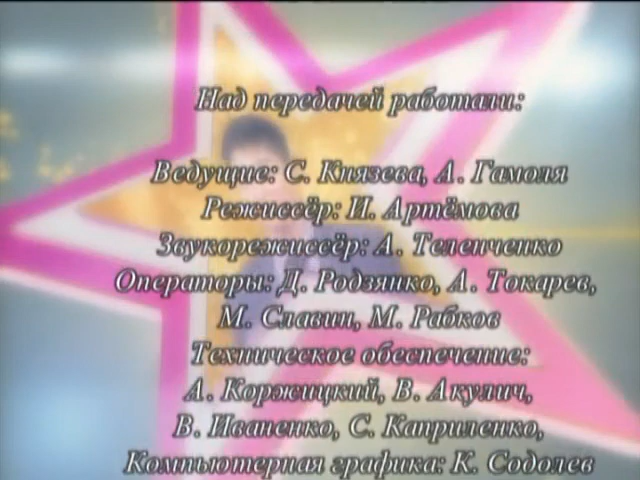 Над передачей работали:
Ведущие: С. Князева, А. Гамоля
Режиссёр: И. Артёмова
Звукорежиссёр: А. Теленченко
Операторы: Д. Родзянко, А. Токарев,
М. Славин, М. Рабков
Техническое обеспечение:
А. Коржицкий, В. Акулич,
В. Иваненко, С. Каприленко,
Компьютерная графика: К. Содолев